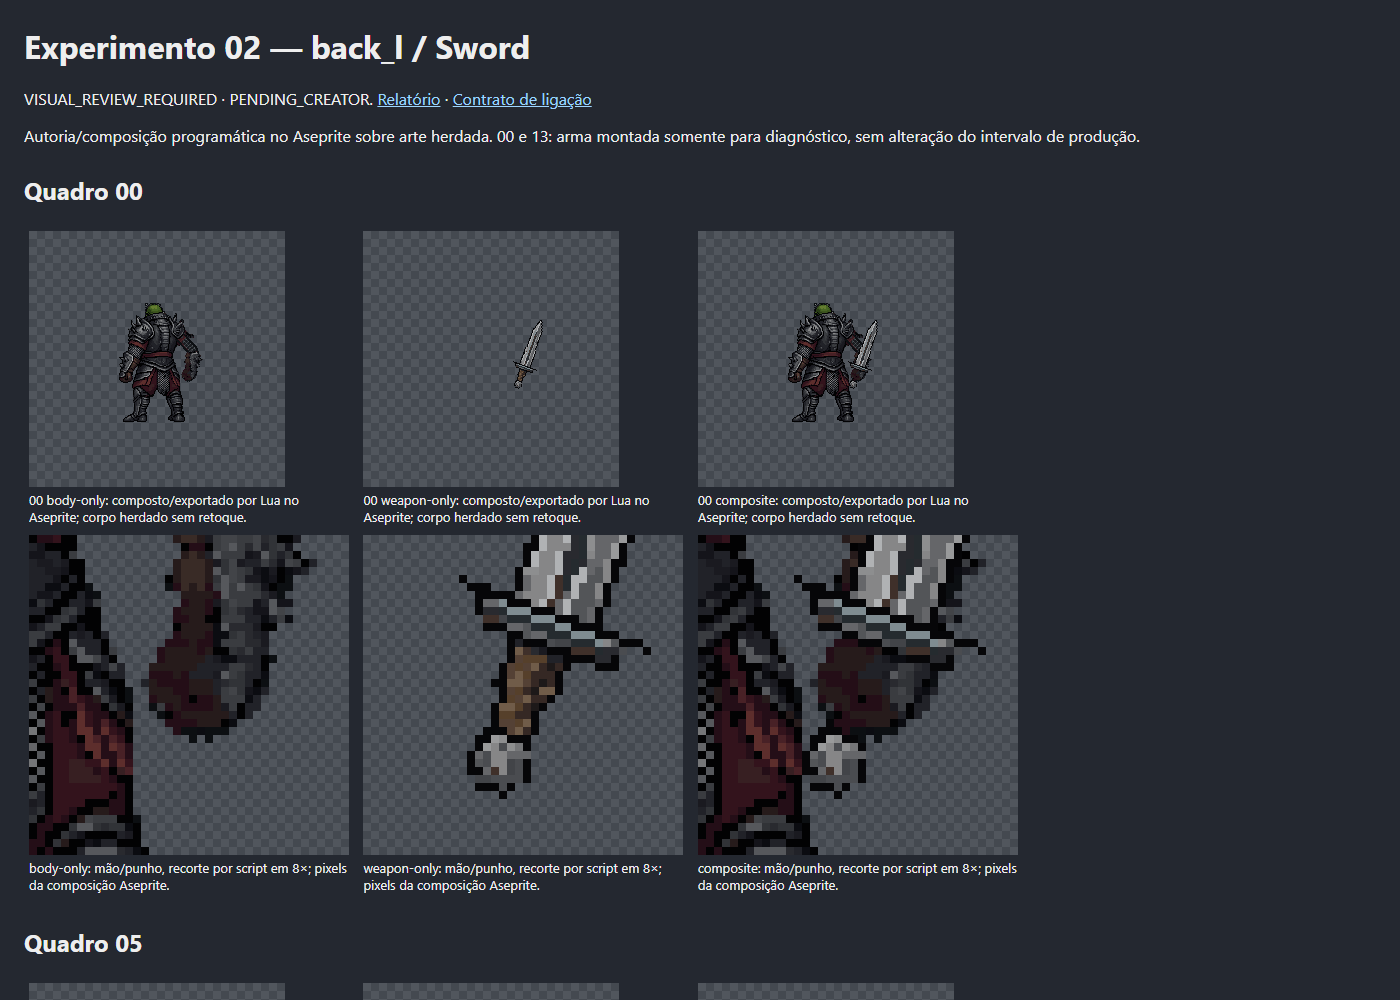 Experimento 02 — back_l / Sword
VISUAL_REVIEW_REQUIRED · PENDING_CREATOR. Relatório · Contrato de ligação
Autoria/composição programática no Aseprite sobre arte herdada. 00 e 13: arma montada somente para diagnóstico, sem alteração do intervalo de produção.
Quadro 00
00 body-only: composto/exportado por Lua no
Aseprite; corpo herdado sem retoque.
00 weapon-only: composto/exportado por Lua no
Aseprite; corpo herdado sem retoque.
00 composite: composto/exportado por Lua no
Aseprite; corpo herdado sem retoque.
body-only: mão/punho, recorte por script em 8×; pixels
da composição Aseprite.
weapon-only: mão/punho, recorte por script em 8×;
pixels da composição Aseprite.
composite: mão/punho, recorte por script em 8×; pixels
da composição Aseprite.
Quadro 05